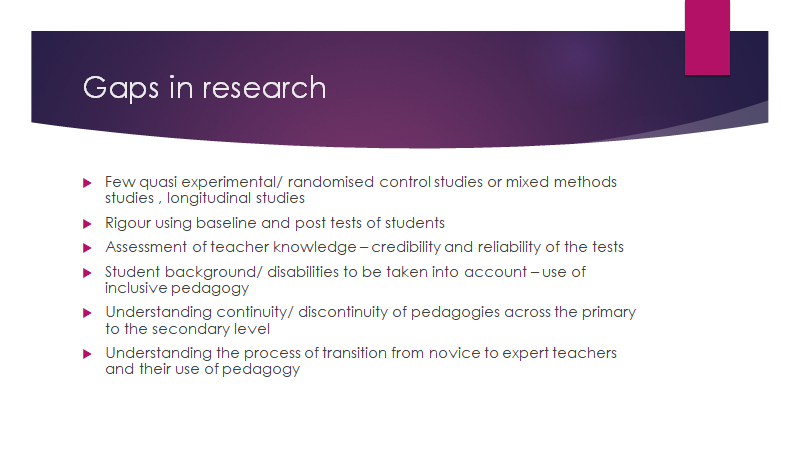 Gaps in research
Few quasi experimental/ randomised control studies or mixed methods
studies , longitudinal studies
Rigour using baseline and post tests of students
Assessment of teacher knowledge – credibility and reliability of the tests
Student background/ disabilities to be taken into account – use of
inclusive pedagogy
Understanding continuity/ discontinuity of pedagogies across the primary
to the secondary level
Understanding the process of transition from novice to expert teachers
and their use of pedagogy